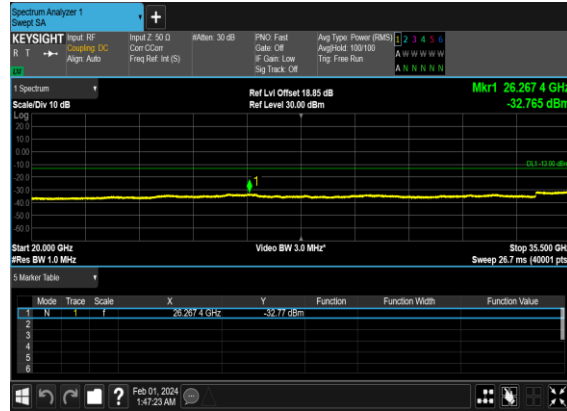 Spectrum Analyzer 1
Swept SA
+
KEYSIGHT Input: RF Input Z: 50 Ω #Atten: 30 dB PNO: Fast Avg Type: Power (RMS) 1 2 3 4 5 6
R T Coupling: DC Corr CCorr Gate: Off Avg|Hold: 100/100 A W W W W W
Align: Auto Freq Ref: Int (S) IF Gain: Low Trig: Free Run
Sig Track: Off A N N N N N
1 Spectrum Ref Lvl Offset 18.85 dB Mkr1 26.267 4 GHz
Scale/Div 10 dB Ref Level 30.00 dBm -32.765 dBm
Log
20.0
10.0
0.00
-10.0 DL1 -13.00 dBm
-20.0 1
-30.0
-40.0
-50.0
-60.0
Start 20.000 GHz Video BW 3.0 MHz* Stop 35.500 GHz
#Res BW 1.0 MHz Sweep 26.7 ms (40001 pts)
5 Marker Table
Mode Trace Scale X Y Function Function Width Function Value
1 N 1 f 26.267 4 GHz -32.77 dBm
2
3
4
5
6
? Feb 01, 2024
1:47:23 AM